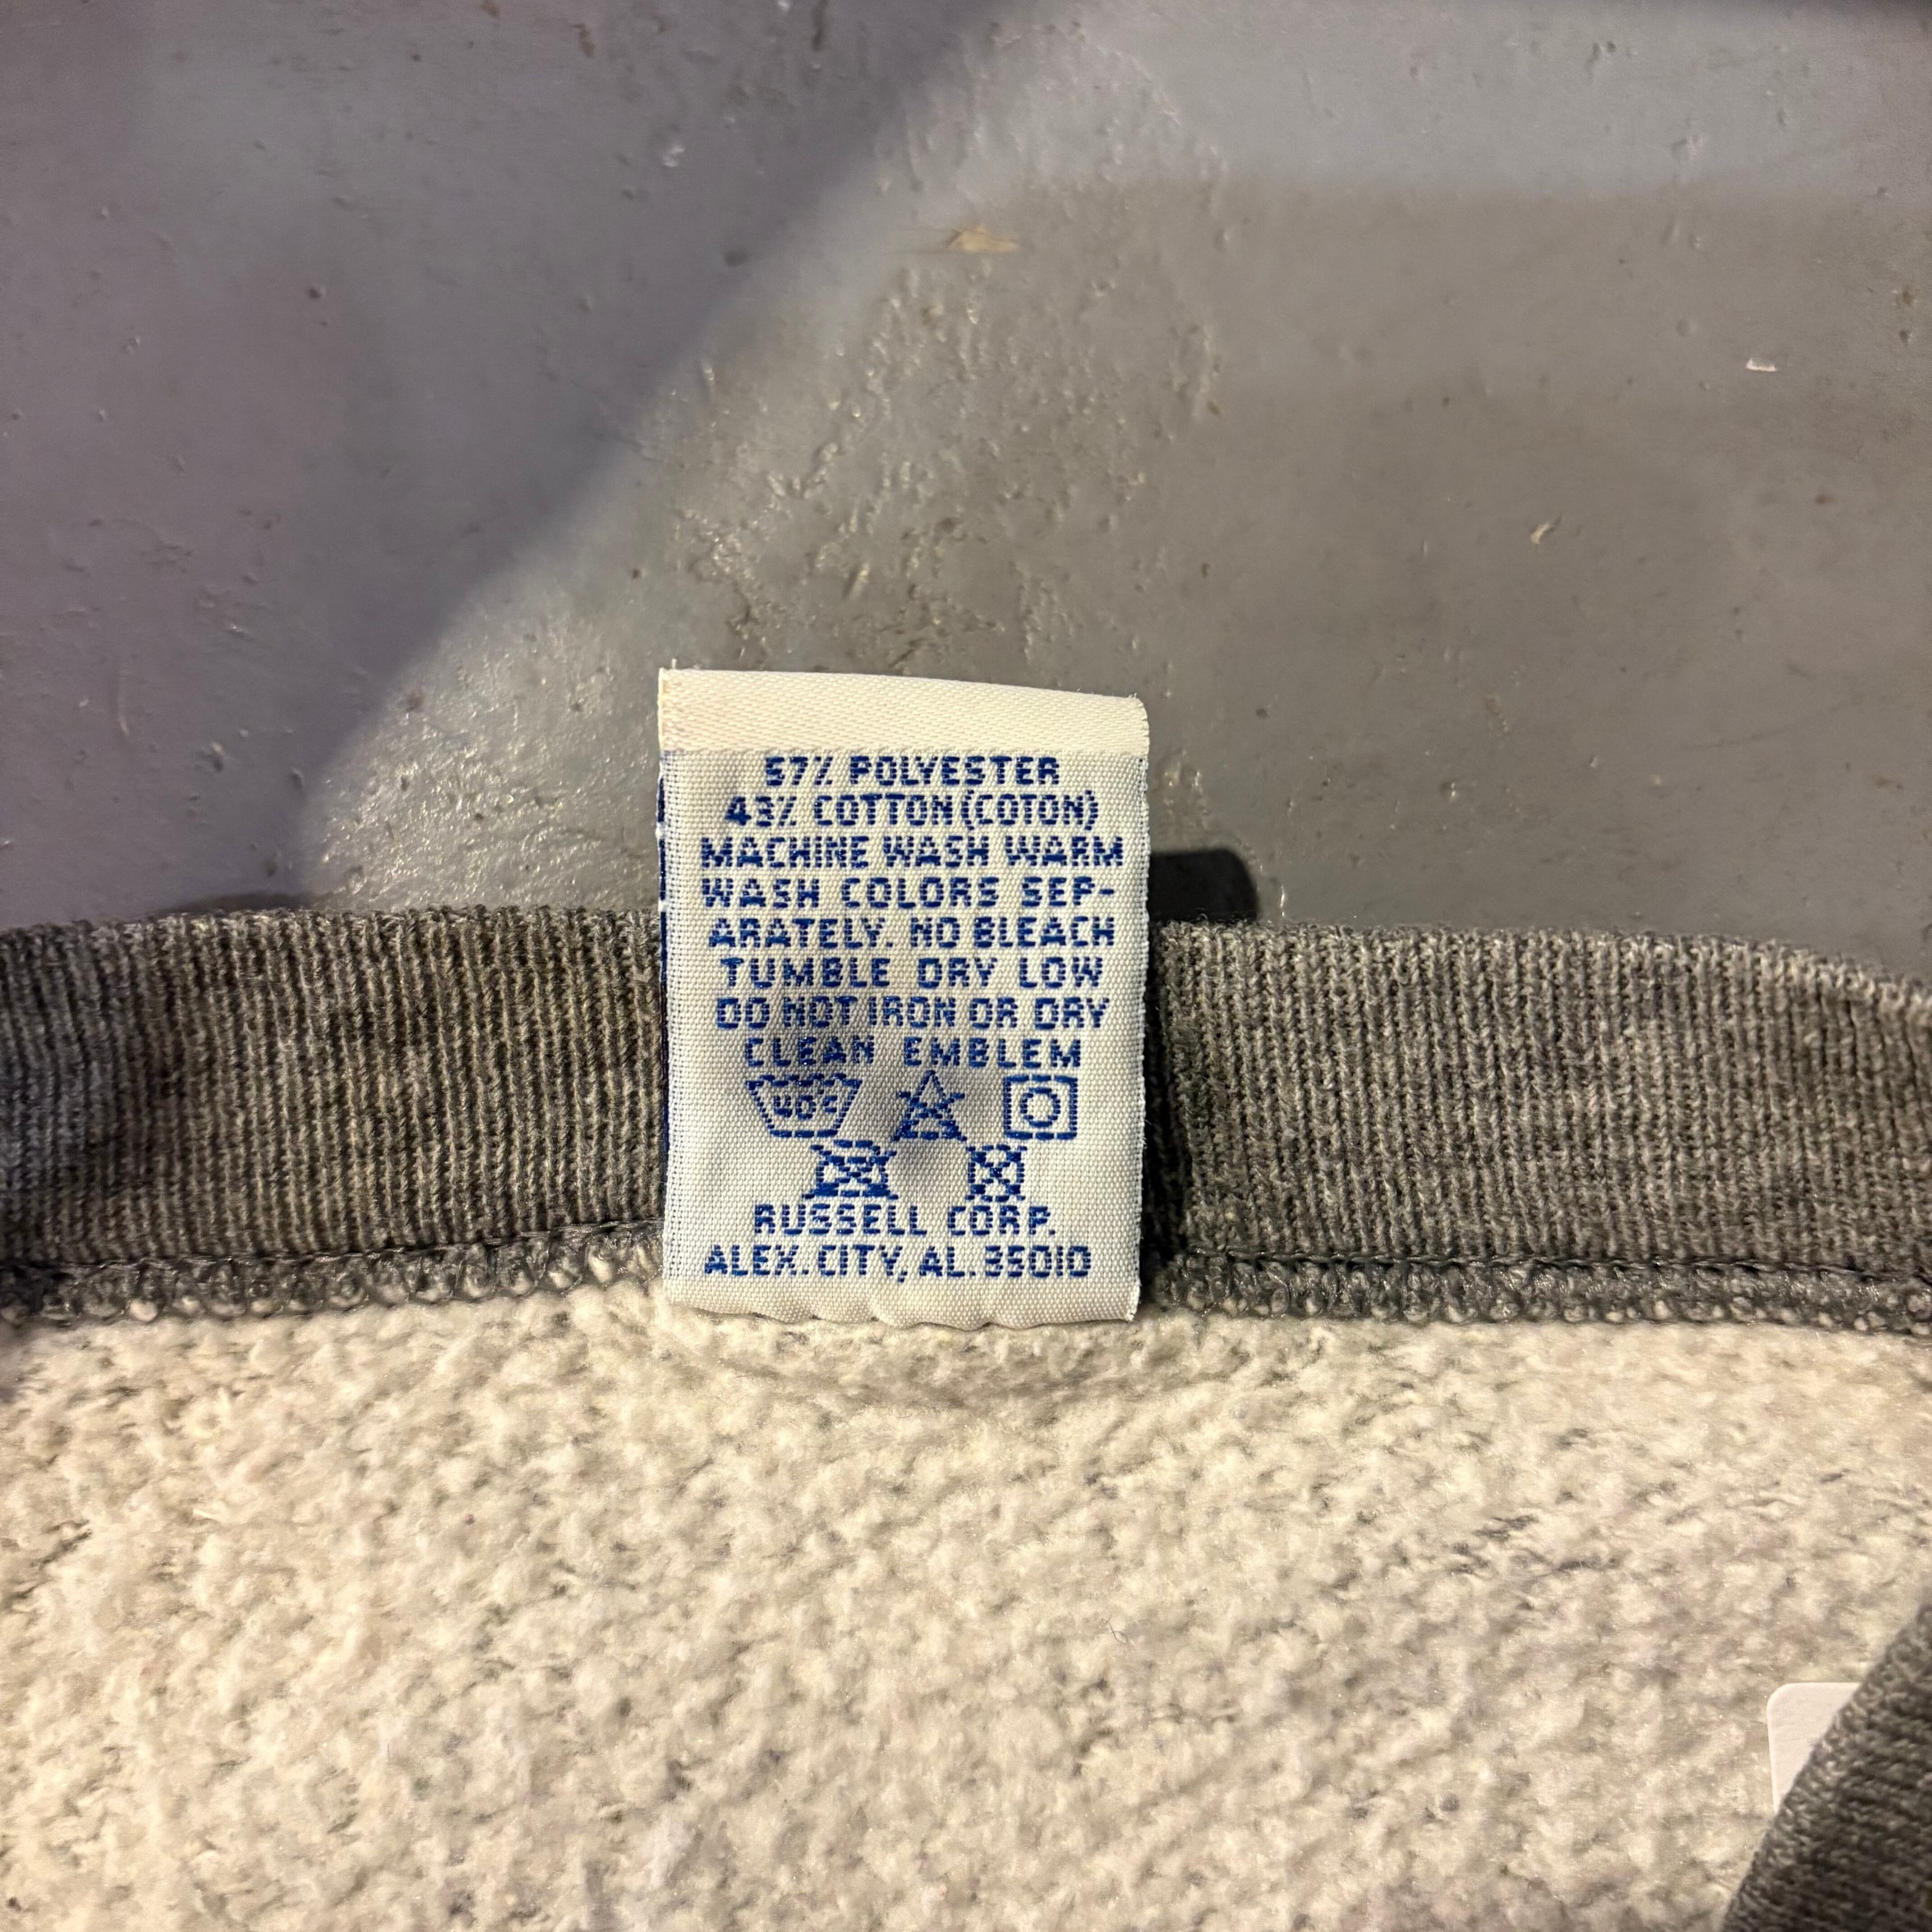 57% POLYESTER
43% COTTON (COTON)
MACHINE WASH WARM
WASH COLORS SEP-
ARATELY. NO BLEACH
TUMBLE DRY LOW
DO NOT IRON OR DRY
CLEAN EMBLEM
40C
RUSSELL CORP.
ALEX. CITY, AL. 35010